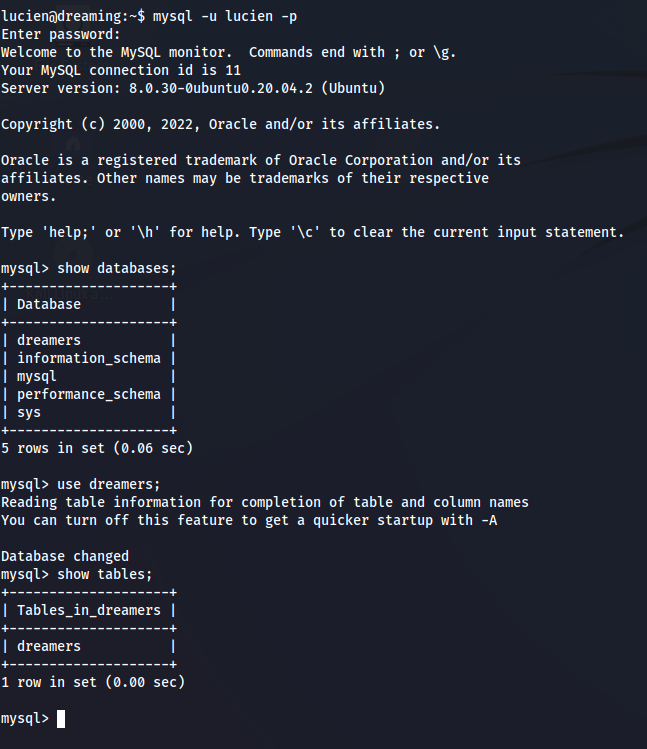 lucien@dreaming:~$ mysql -u lucien -p
Enter password:
Welcome to the MySQL monitor.  Commands end with ; or \g.
Your MySQL connection id is 11
Server version: 8.0.30-0ubuntu0.20.04.2 (Ubuntu)

Copyright (c) 2000, 2022, Oracle and/or its affiliates.

Oracle is a registered trademark of Oracle Corporation and/or its
affiliates. Other names may be trademarks of their respective
owners.

Type 'help;' or '\h' for help. Type '\c' to clear the current input statement.

mysql> show databases;
+--------------------+
| Database           |
+--------------------+
| dreamers           |
| information_schema |
| mysql              |
| performance_schema |
| sys                |
+--------------------+
5 rows in set (0.06 sec)

mysql> use dreamers;
Reading table information for completion of table and column names
You can turn off this feature to get a quicker startup with -A

Database changed
mysql> show tables;
+--------------------+
| Tables_in_dreamers |
+--------------------+
| dreamers           |
+--------------------+
1 row in set (0.00 sec)

mysql>